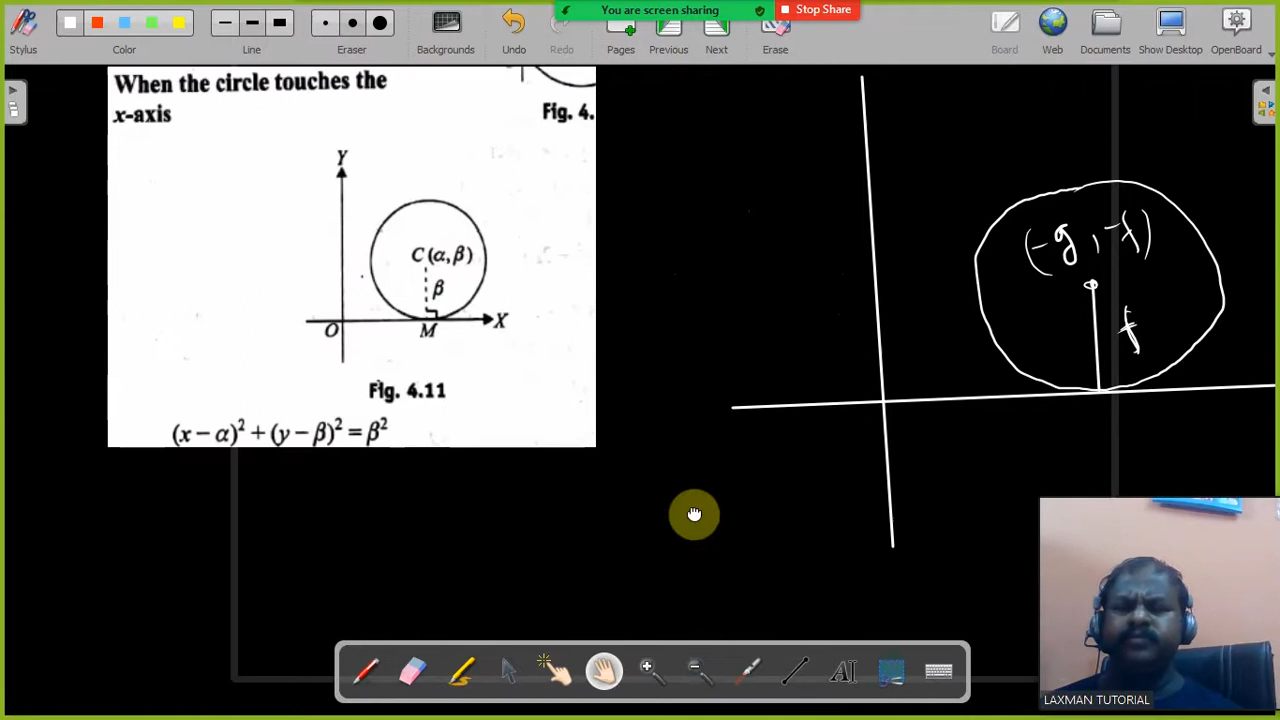 You are screen sharing
Stop Share
Stylus
Color
Line
Eraser
Backgrounds
Undo
Redo
Pages
Previous
Next
Erase
Board
Web
Documents
Show Desktop
OpenBoard
When the circle touches the
x-axis
Fig. 4.
Y
C (α, β)
β
O
M
X
Fig. 4.11
(x – α)² + (y – β)² = β²
(-g, -f)
f
AI
LAXMAN TUTORIAL